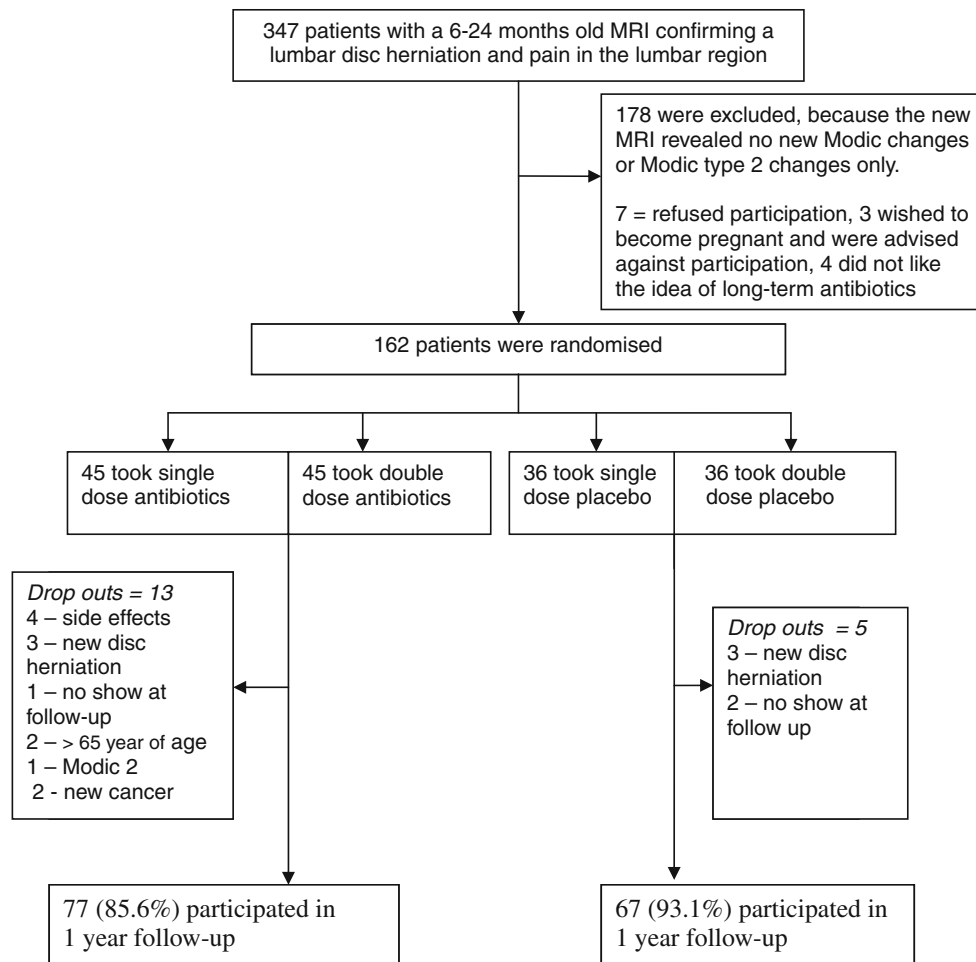 347 patients with a 6-24 months old MRI confirming a
lumbar disc herniation and pain in the lumbar region
178 were excluded, because the new
MRI revealed no new Modic changes
or Modic type 2 changes only.
7 = refused participation, 3 wished to
become pregnant and were advised
against participation, 4 did not like
the idea of long-term antibiotics
162 patients were randomised
45 took single
dose antibiotics
45 took double
dose antibiotics
36 took single
dose placebo
36 took double
dose placebo
Drop outs = 13
4 – side effects
3 – new disc
herniation
1 – no show at
follow-up
2 – > 65 year of age
1 – Modic 2
2 - new cancer
Drop outs = 5
3 – new disc
herniation
2 – no show at
follow up
77 (85.6%) participated in
1 year follow-up
67 (93.1%) participated in
1 year follow-up